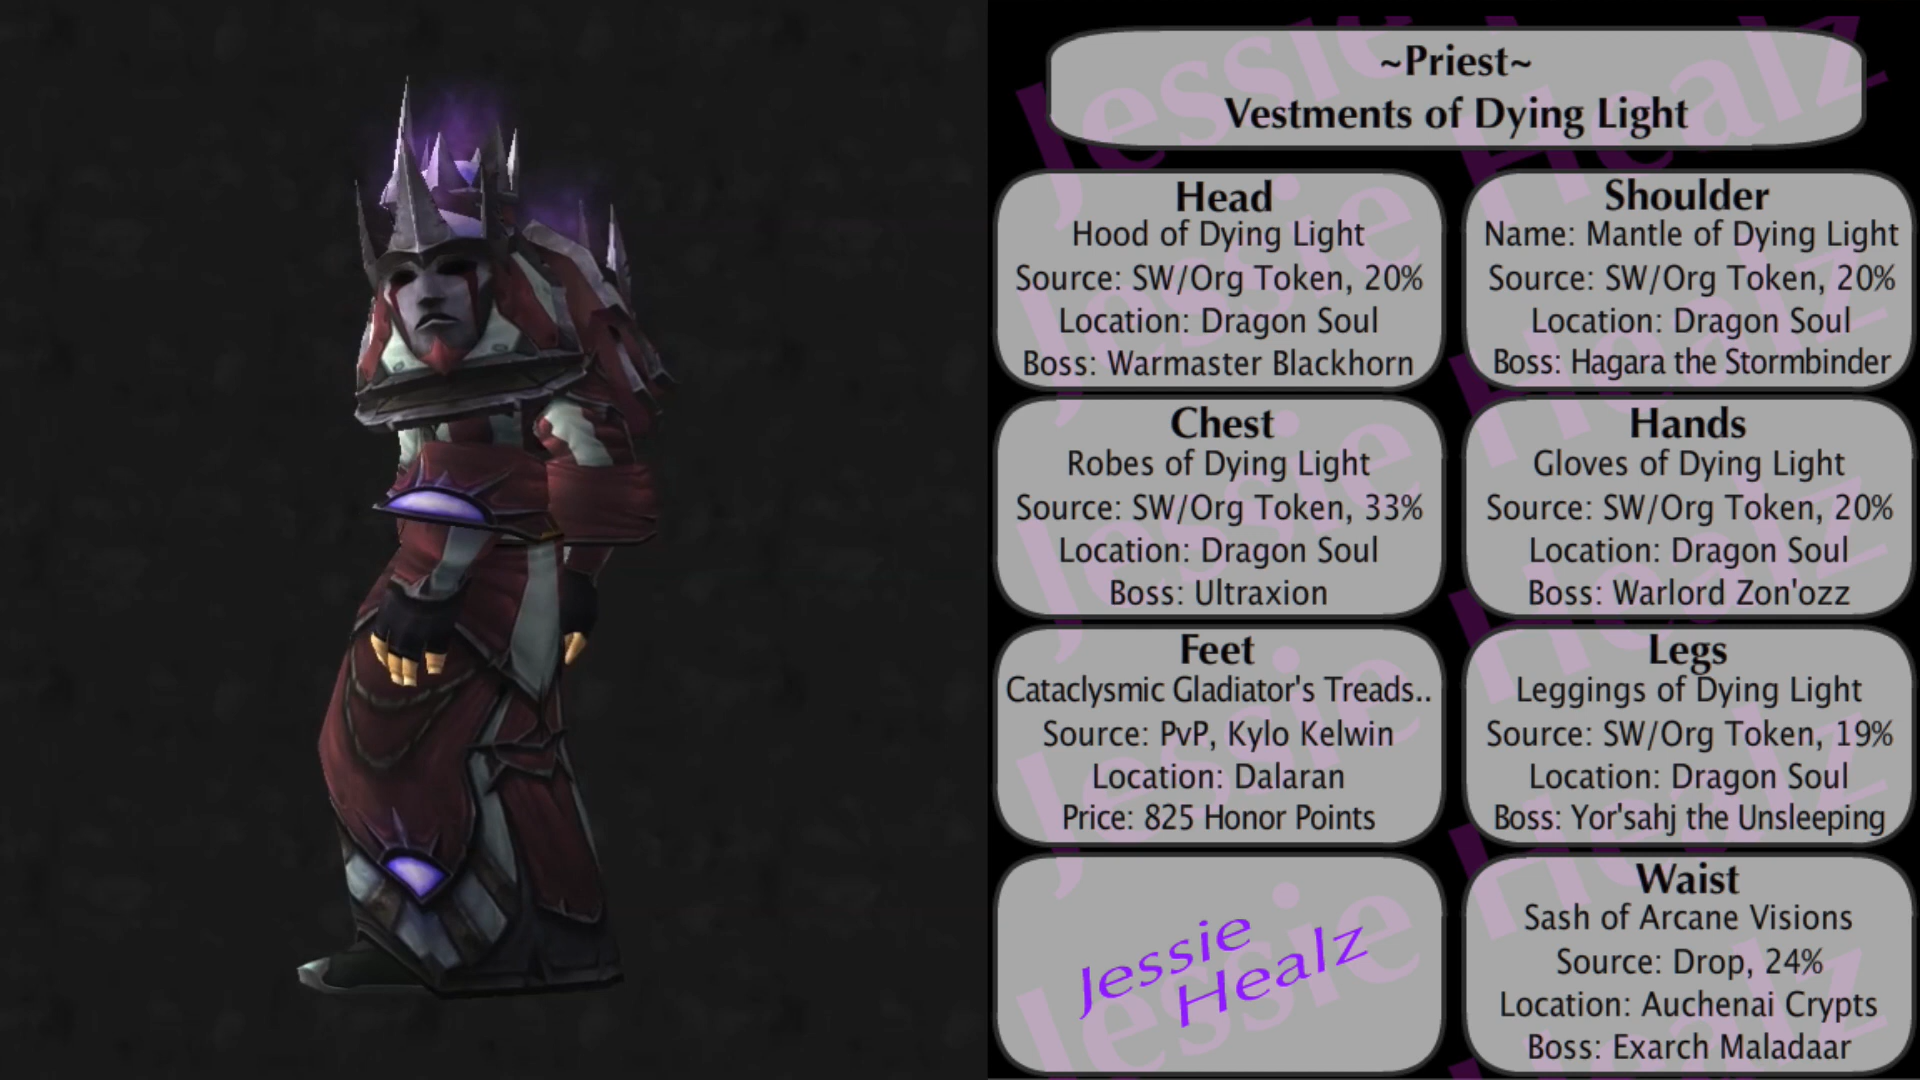 ~Priest~
Vestments of Dying Light
Head
Hood of Dying Light
Source: SW/Org Token, 20%
Location: Dragon Soul
Boss: Warmaster Blackhorn
Shoulder
Name: Mantle of Dying Light
Source: SW/Org Token, 20%
Location: Dragon Soul
Boss: Hagara the Stormbinder
Chest
Robes of Dying Light
Source: SW/Org Token, 33%
Location: Dragon Soul
Boss: Ultraxion
Hands
Gloves of Dying Light
Source: SW/Org Token, 20%
Location: Dragon Soul
Boss: Warlord Zon'ozz
Feet
Cataclysmic Gladiator's Treads..
Source: PvP, Kylo Kelwin
Location: Dalaran
Price: 825 Honor Points
Legs
Leggings of Dying Light
Source: SW/Org Token, 19%
Location: Dragon Soul
Boss: Yor'sahj the Unsleeping
Jessie
Healz
Waist
Sash of Arcane Visions
Source: Drop, 24%
Location: Auchenai Crypts
Boss: Exarch Maladaar